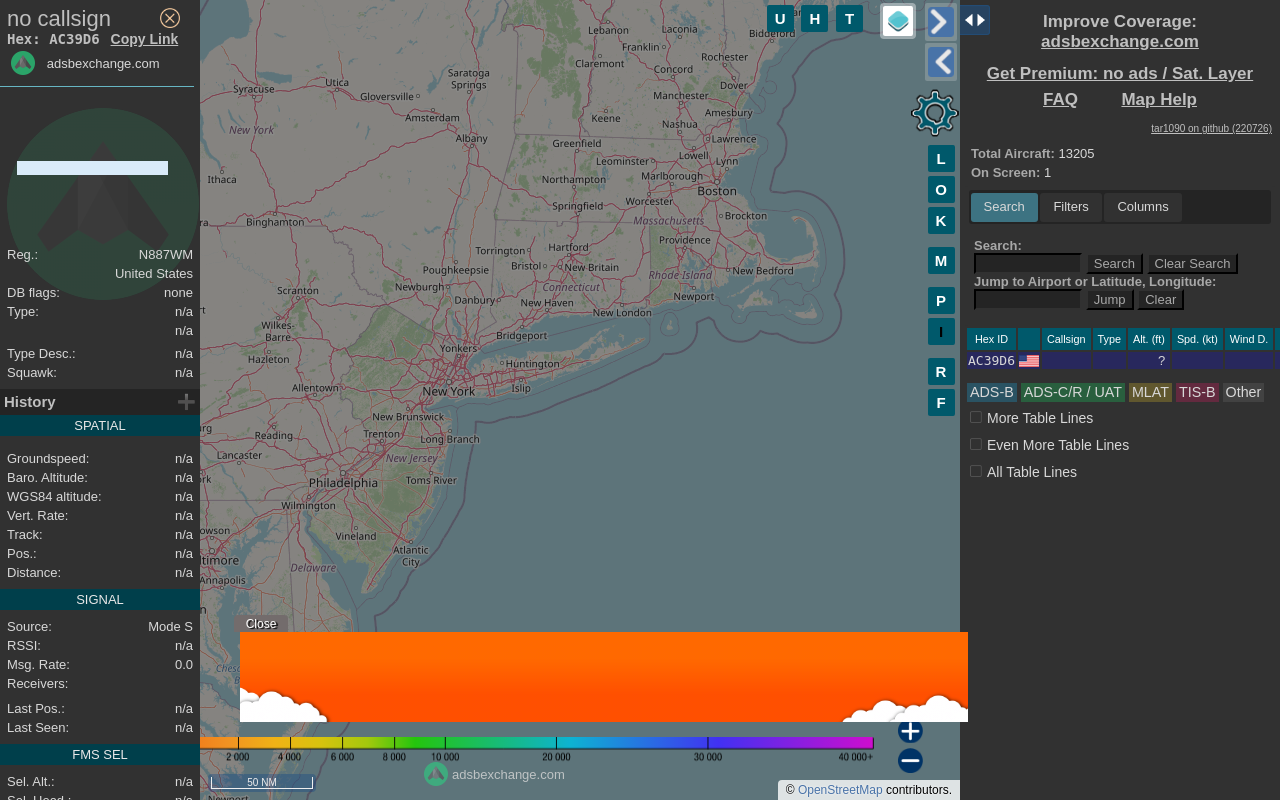 no callsign
Hex: AC39D6 Copy Link
adsbexchange.com
Reg.: N887WM
United States
DB flags: none
Type: n/a
n/a
Type Desc.: n/a
Squawk: n/a
History
SPATIAL
Groundspeed: n/a
Baro. Altitude: n/a
WGS84 altitude: n/a
Vert. Rate: n/a
Track: n/a
Pos.: n/a
Distance: n/a
SIGNAL
Source: Mode S
RSSI: n/a
Msg. Rate: 0.0
Receivers:
Last Pos.: n/a
Last Seen: n/a
FMS SEL
Sel. Alt.: n/a
Sel. Head.: n/a
U H T
Lebanon
Laconia
Biddeford
Franklin
Claremont
Rochester
Concord
Saratoga
Springs
Dover
Utica
Syracuse
Gloversville
Manchester
Amesbury
Amsterdam
Keene
Nashua
New York
Albany
Greenfield
Lawrence
Leominster
Lowell
Lynn
Ithaca
Northampton
Marlborough
Boston
Worcester
Springfield
Brockton
Binghamton
Massachusetts
Providence
Hartford
Torrington
Bristol
New Britain
New Bedford
Poughkeepsie
Rhode Island
Connecticut
Newburgh
Scranton
Danbury
New Haven
Newport
New London
Bridgeport
Wilkes-
Barre
Yonkers
Hazleton
Huntington
Allentown
New York
Islip
New Brunswick
Reading
Trenton
Long Branch
Lancaster
New Jersey
Philadelphia
Toms River
Wilmington
Vineland
Atlantic
City
Annapolis
Delaware
L
O
K
M
P
I
R
F
Close
2 000 4 000 6 000 8 000 10 000 20 000 30 000 40 000+
adsbexchange.com
50 NM
© OpenStreetMap contributors.
Improve Coverage:
adsbexchange.com
Get Premium: no ads / Sat. Layer
FAQ Map Help
tar1090 on github (220726)
Total Aircraft: 13205
On Screen: 1
Search Filters Columns
Search:
Search Clear Search
Jump to Airport or Latitude, Longitude:
Jump Clear
Hex ID Callsign Type Alt. (ft) Spd. (kt) Wind D.
AC39D6 ?
ADS-B ADS-C/R / UAT MLAT TIS-B Other
More Table Lines
Even More Table Lines
All Table Lines